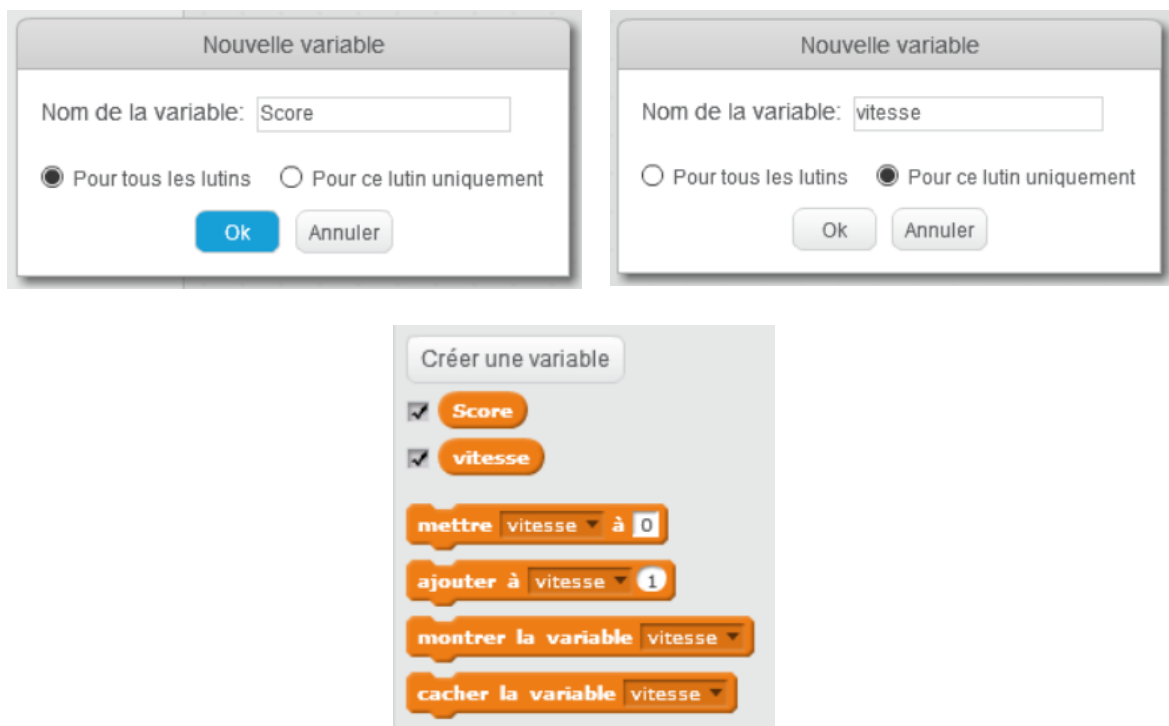 Nouvelle variable
Nom de la variable: Score
Pour tous les lutins Pour ce lutin uniquement
Ok Annuler
Nouvelle variable
Nom de la variable: vitesse
Pour tous les lutins Pour ce lutin uniquement
Ok Annuler
Créer une variable
Score
vitesse
mettre vitesse à 0
ajouter à vitesse 1
montrer la variable vitesse
cacher la variable vitesse